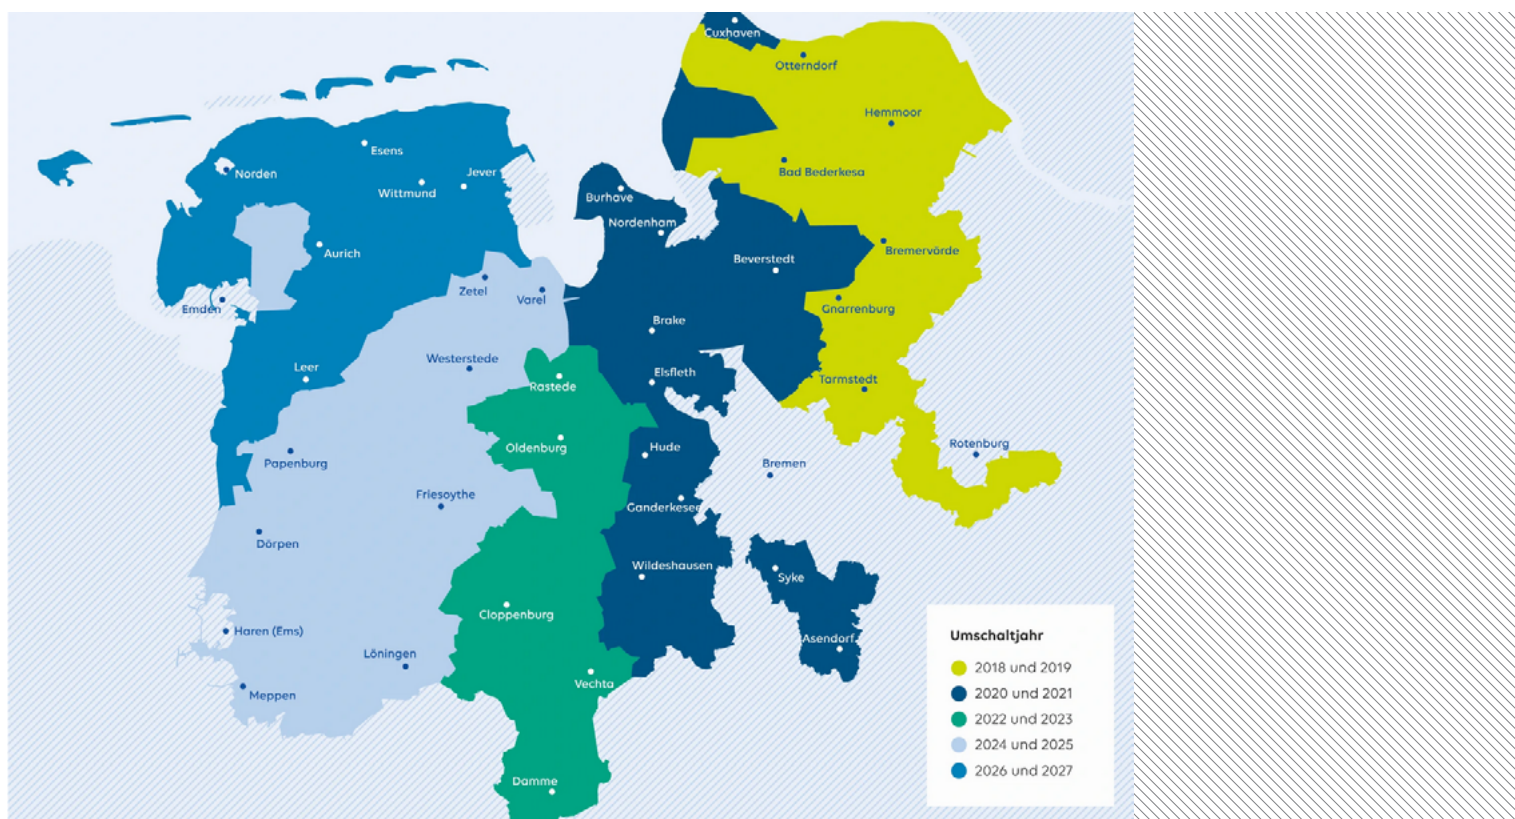 Cuxhaven
Otterndorf
Hemmoor
Esens
Norden
Jever
Bad Bederkesa
Wittmund
Burhave
Nordenham
Aurich
Bremervörde
Beverstedt
Zetel
Varel
Emden
Gnarrenburg
Brake
Westerstede
Leer
Elsfleth
Rastede
Tarmstedt
Oldenburg
Hude
Rotenburg
Papenburg
Bremen
Friesoythe
Ganderkesee
Dörpen
Wildeshausen
Syke
Cloppenburg
Haren (Ems)
Asendorf
Löningen
Vechta
Meppen
Damme
Umschaltjahr
2018 und 2019
2020 und 2021
2022 und 2023
2024 und 2025
2026 und 2027